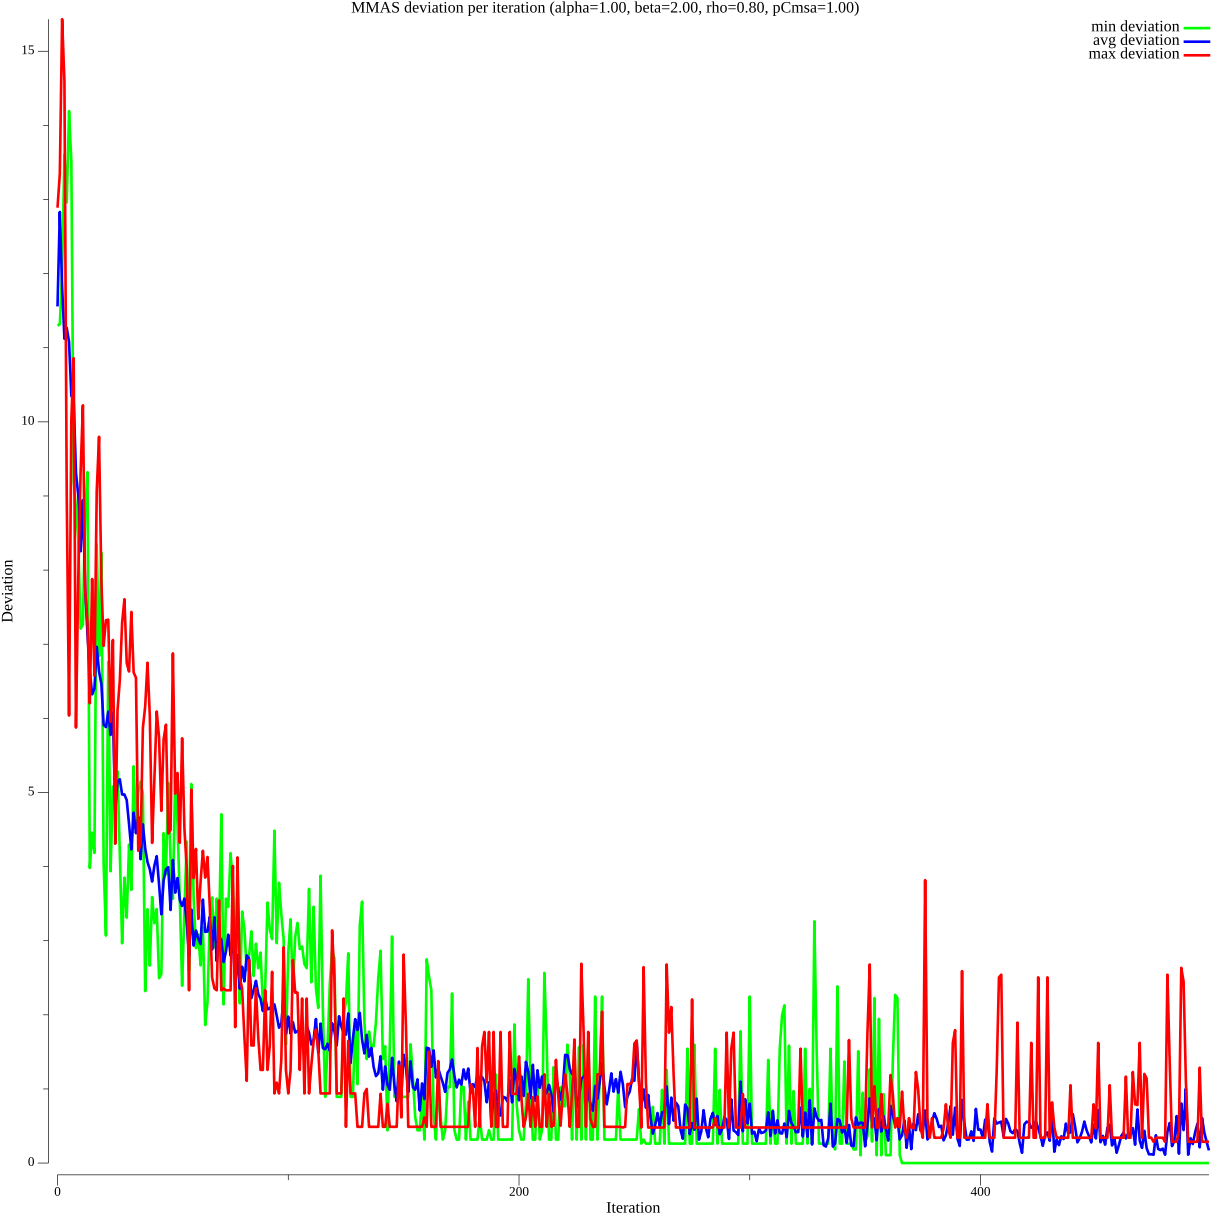 MMAS deviation per iteration (alpha=1.00, beta=2.00, rho=0.80, pCmsa=1.00)
min deviation
avg deviation
max deviation
15
10
5
0
Deviation
0
200
400
Iteration